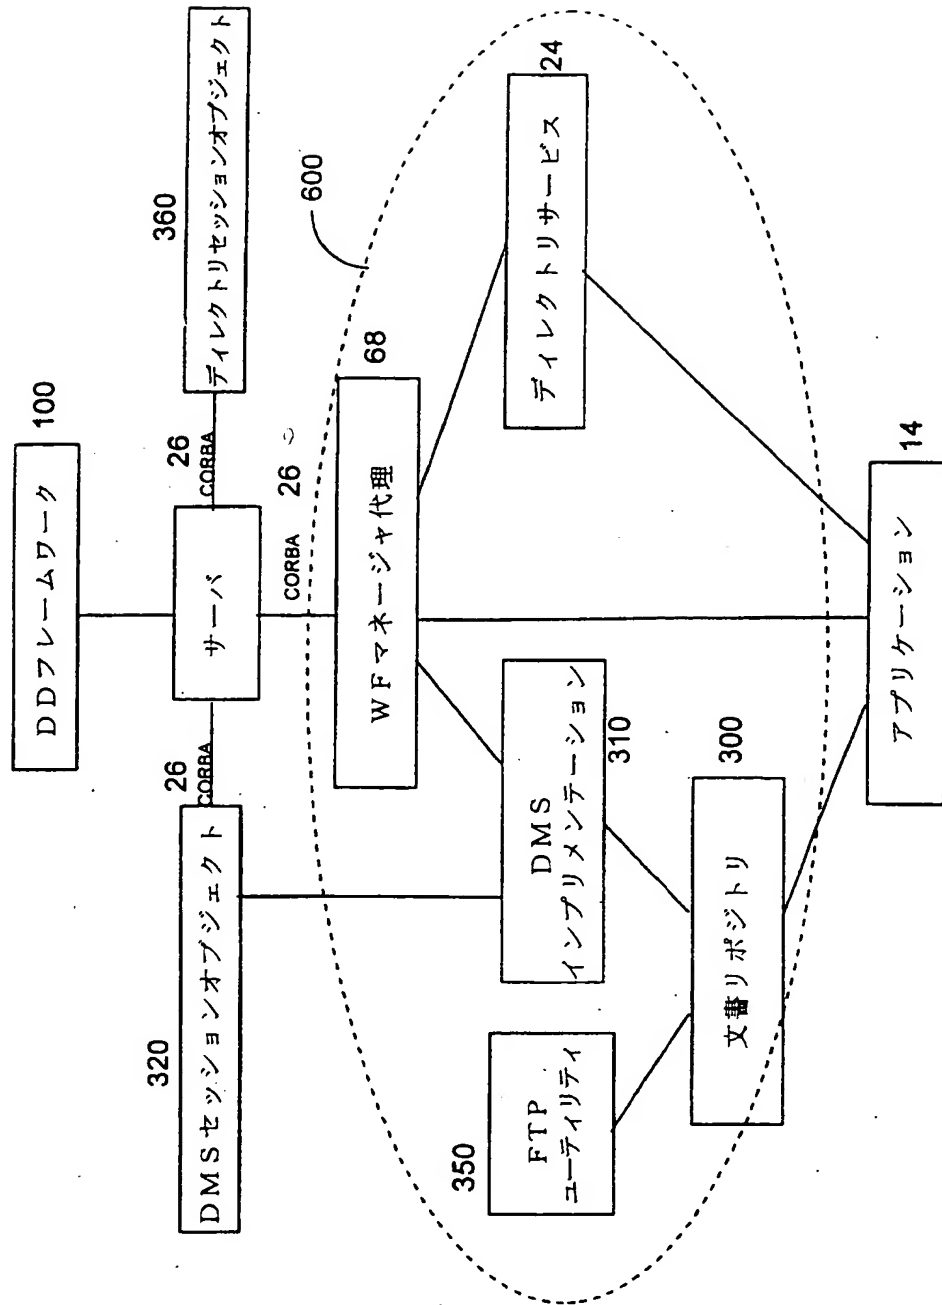 DDフレームワーク
100
360
ディレクトリセッションオブジェクト
26
CORBA
サーバ
26
CORBA
320
DMSセッションオブジェクト
CORBA
26
600
WFマネージャ代理
68
ディレクトリサービス
24
DMS
インプリメンテーション
310
350
FTP
ユーティリティ
文書リポジトリ
300
アプリケーション
14